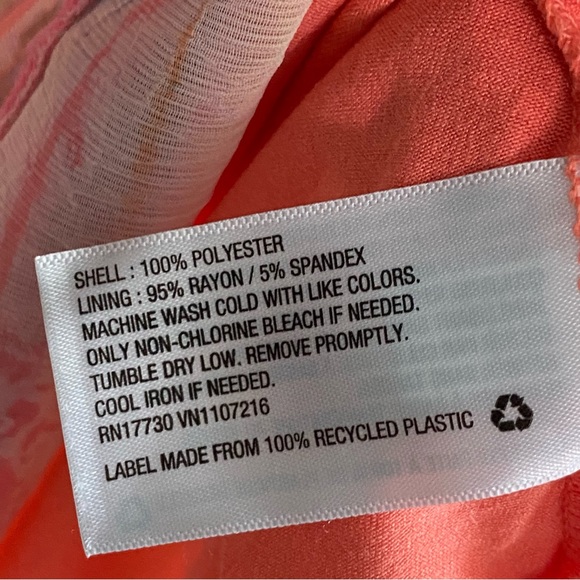 SHELL : 100% POLYESTER
LINING : 95% RAYON / 5% SPANDEX
MACHINE WASH COLD WITH LIKE COLORS.
ONLY NON-CHLORINE BLEACH IF NEEDED.
TUMBLE DRY LOW. REMOVE PROMPTLY.
COOL IRON IF NEEDED.
RN17730 VN1107216
LABEL MADE FROM 100% RECYCLED PLASTIC